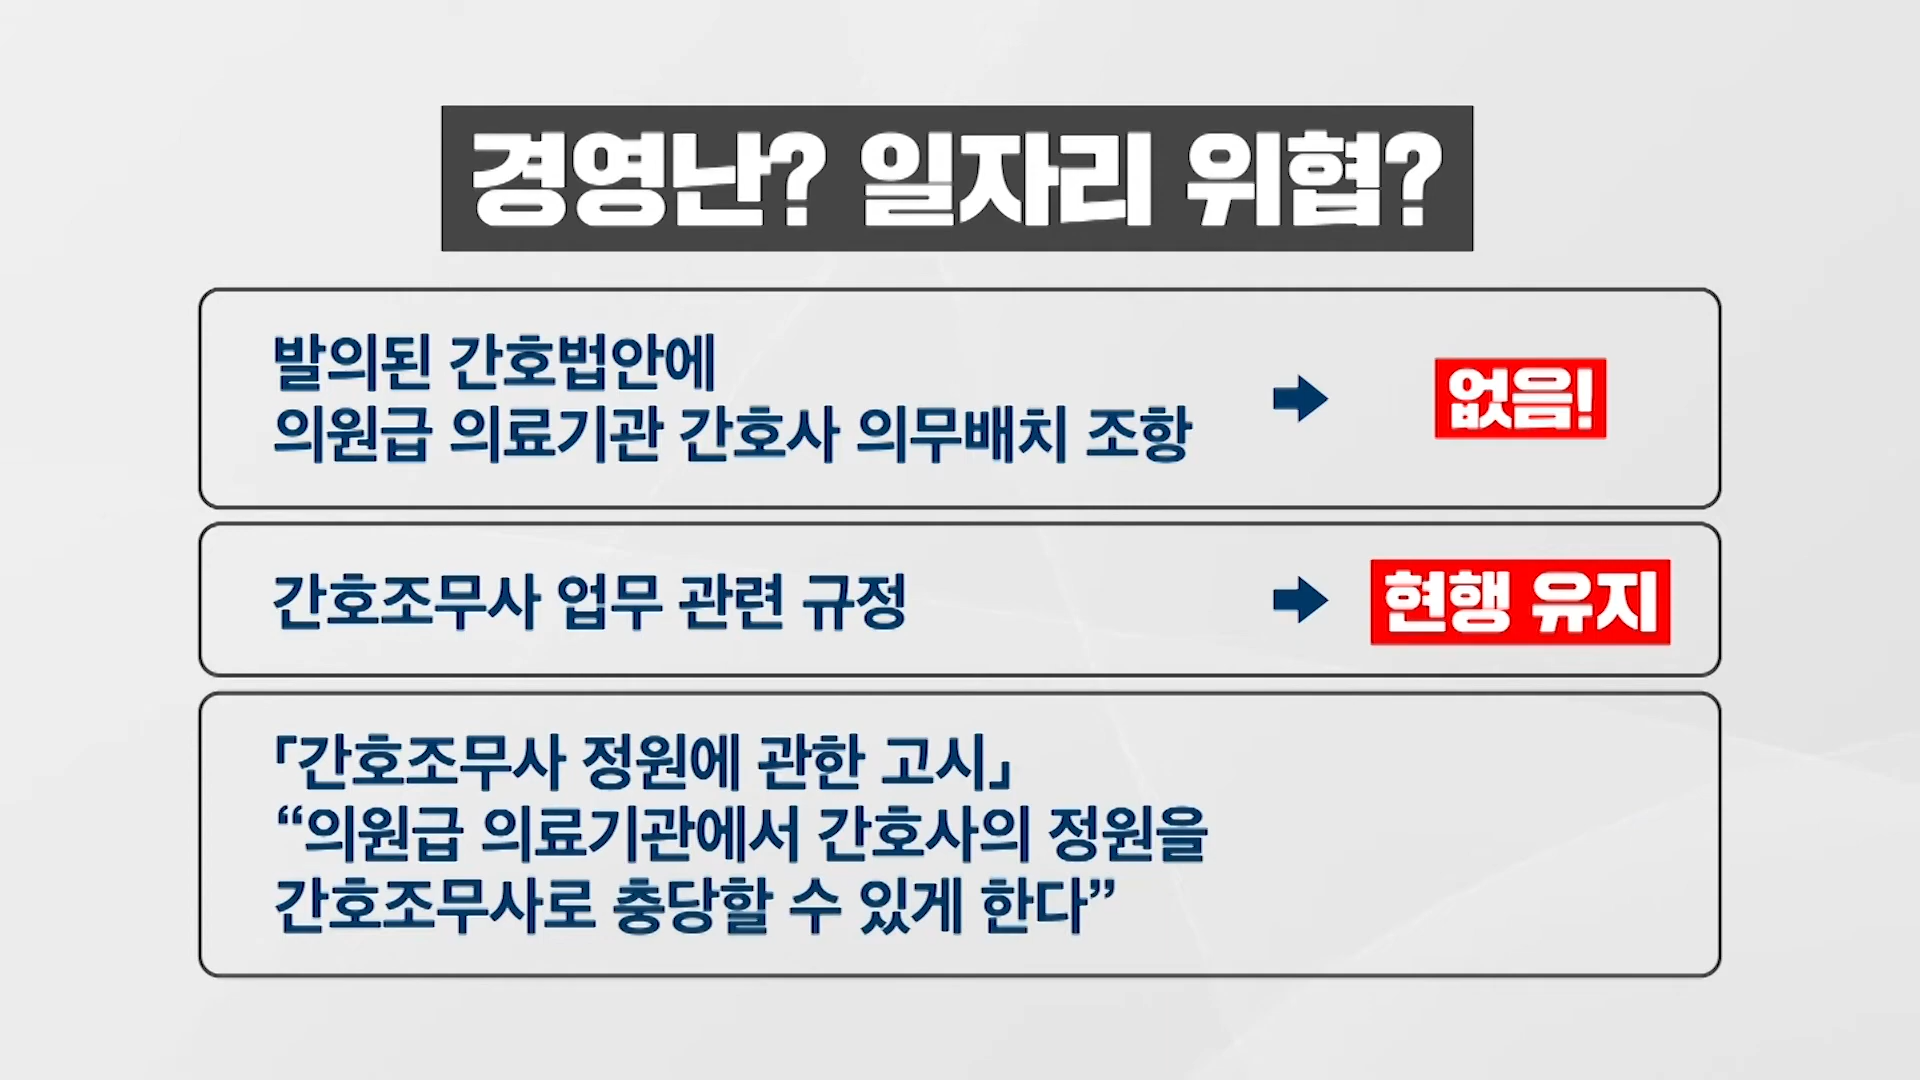 경영난? 일자리 위협?
발의된 간호법안에
의원급 의료기관 간호사 의무배치 조항
없음!
간호조무사 업무 관련 규정
현행 유지
「간호조무사 정원에 관한 고시」
“의원급 의료기관에서 간호사의 정원을
간호조무사로 충당할 수 있게 한다”